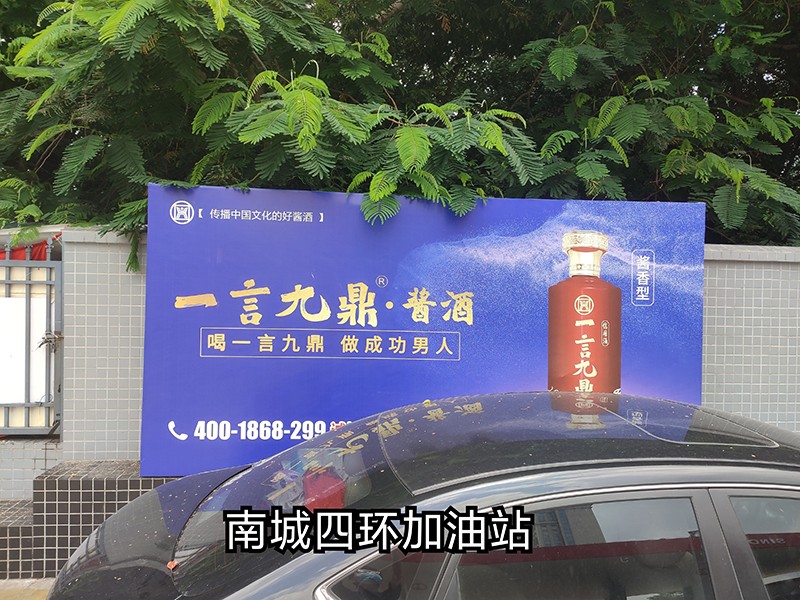 【 传播中国文化的好酱酒 】
一言九鼎®·酱酒
喝一言九鼎 做成功男人
400-1868-299
酱香型
一言九鼎
南城四环加油站